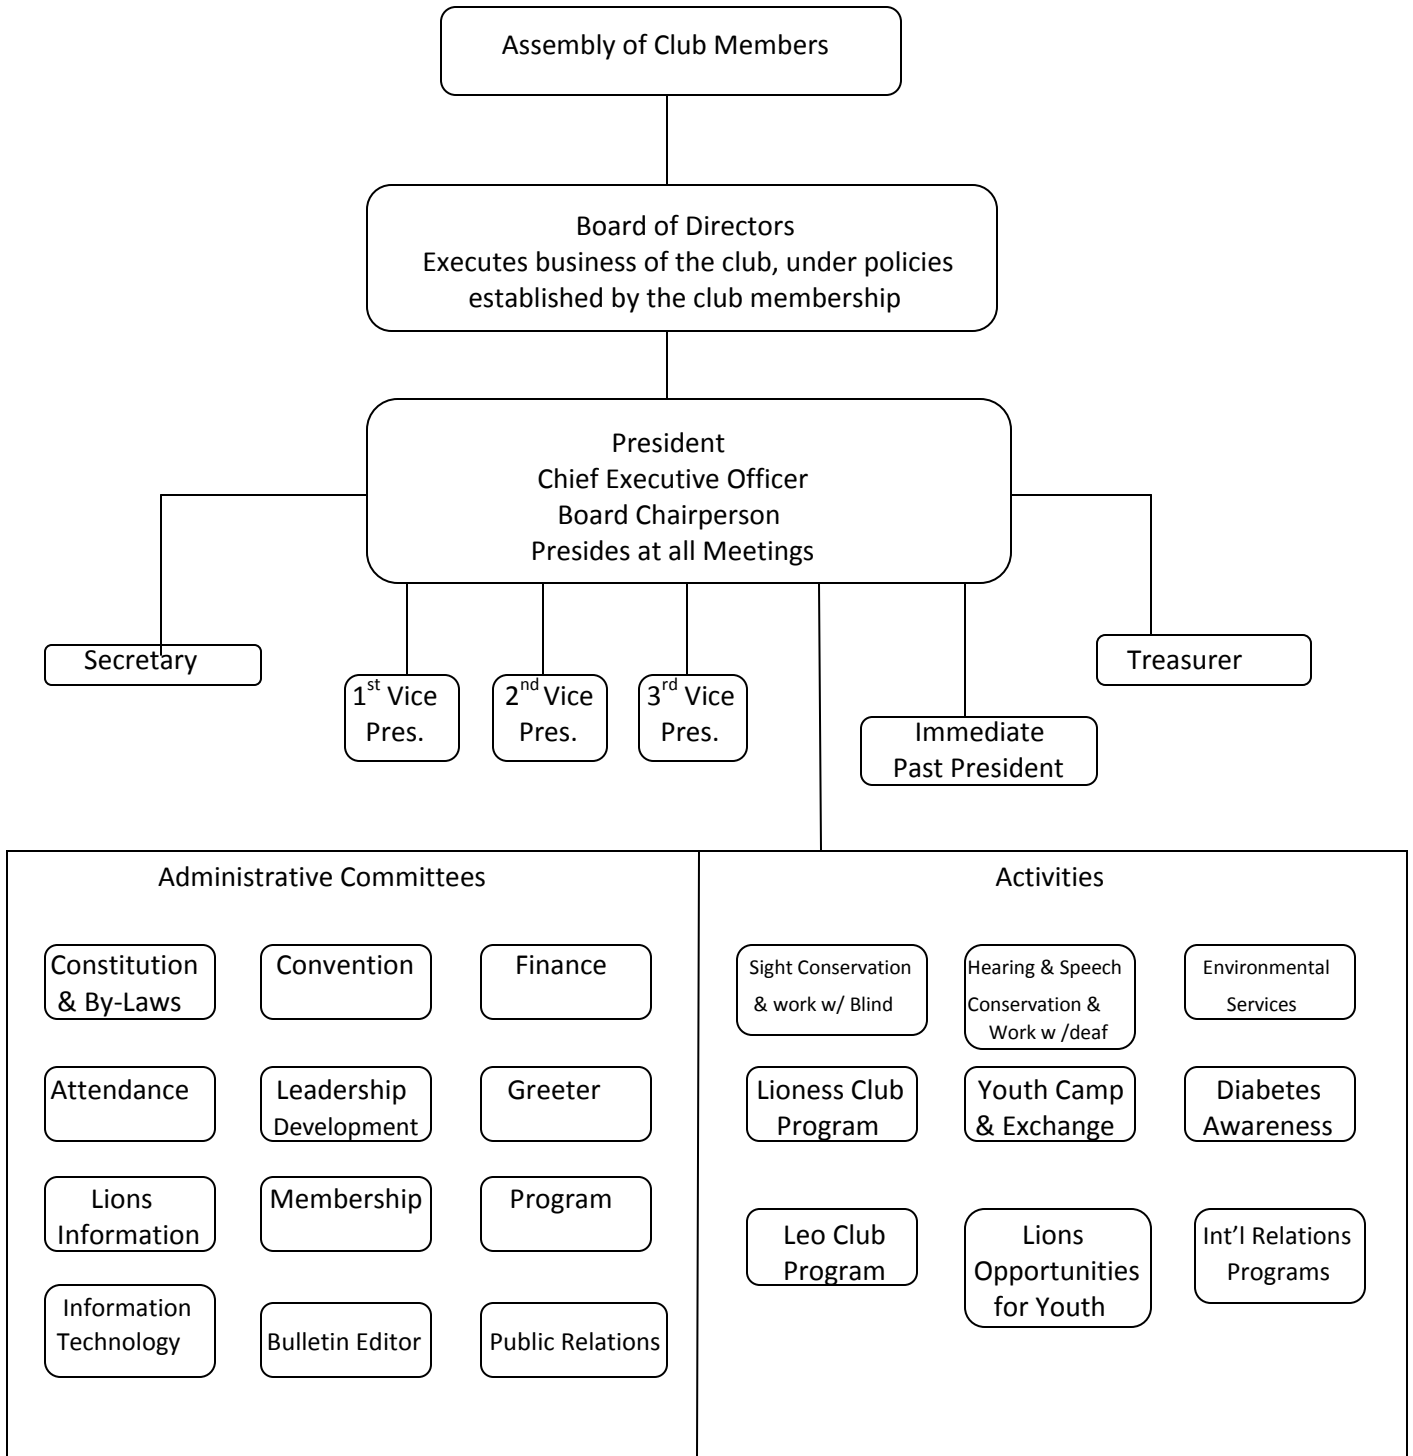 Assembly of Club Members
Board of Directors
Executes business of the club, under policies
established by the club membership
President
Chief Executive Officer
Board Chairperson
Presides at all Meetings
Secretary
Treasurer
1st Vice
Pres.
2nd Vice
Pres.
3rd Vice
Pres.
Immediate
Past President
Administrative Committees
Constitution
& By-Laws
Convention
Finance
Attendance
Leadership
Development
Greeter
Lions
Information
Membership
Program
Information
Technology
Bulletin Editor
Public Relations
Activities
Sight Conservation
& work w/ Blind
Hearing & Speech
Conservation &
Work w /deaf
Environmental
Services
Lioness Club
Program
Youth Camp
& Exchange
Diabetes
Awareness
Leo Club
Program
Lions
Opportunities
for Youth
Int’l Relations
Programs